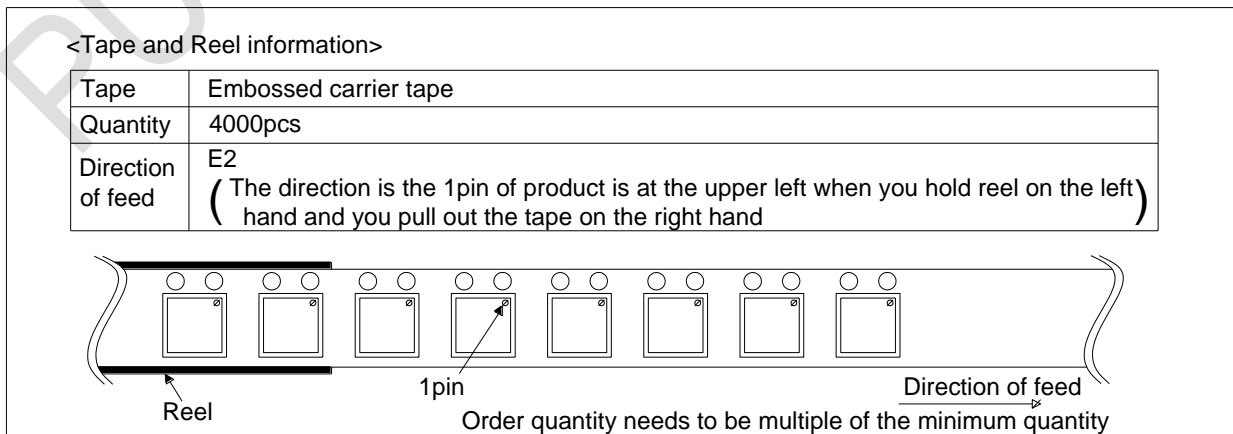 <Tape and Reel information>
Tape Embossed carrier tape
Quantity 4000pcs
Direction of feed E2
(The direction is the 1pin of product is at the upper left when you hold reel on the left
hand and you pull out the tape on the right hand)
1pin
Direction of feed
Reel
Order quantity needs to be multiple of the minimum quantity